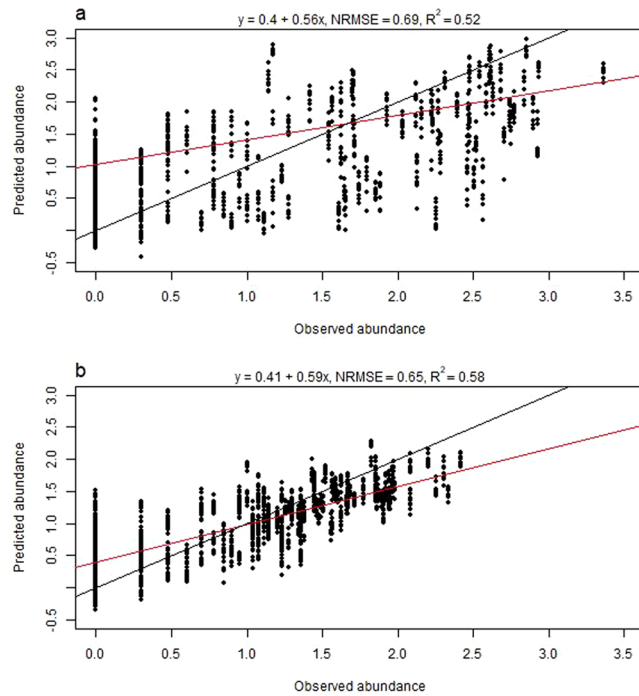 a
y = 0.4 + 0.56x, NRMSE = 0.69, R² = 0.52
Predicted abundance
3.0
2.5
2.0
1.5
1.0
0.5
-0.5
0.0 0.5 1.0 1.5 2.0 2.5 3.0 3.5
Observed abundance
b
y = 0.41 + 0.59x, NRMSE = 0.65, R² = 0.58
Predicted abundance
3.0
2.5
2.0
1.5
1.0
0.5
-0.5
0.0 0.5 1.0 1.5 2.0 2.5 3.0 3.5
Observed abundance